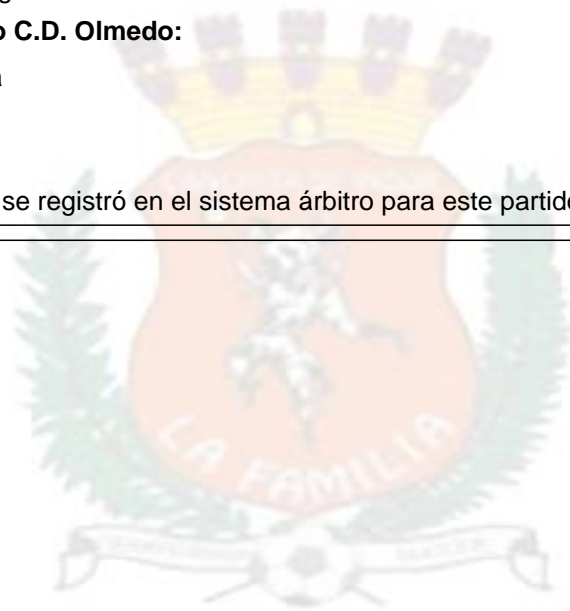 o C.D. Olmedo:
a
se registró en el sistema árbitro para este partido
LA FAMILIA